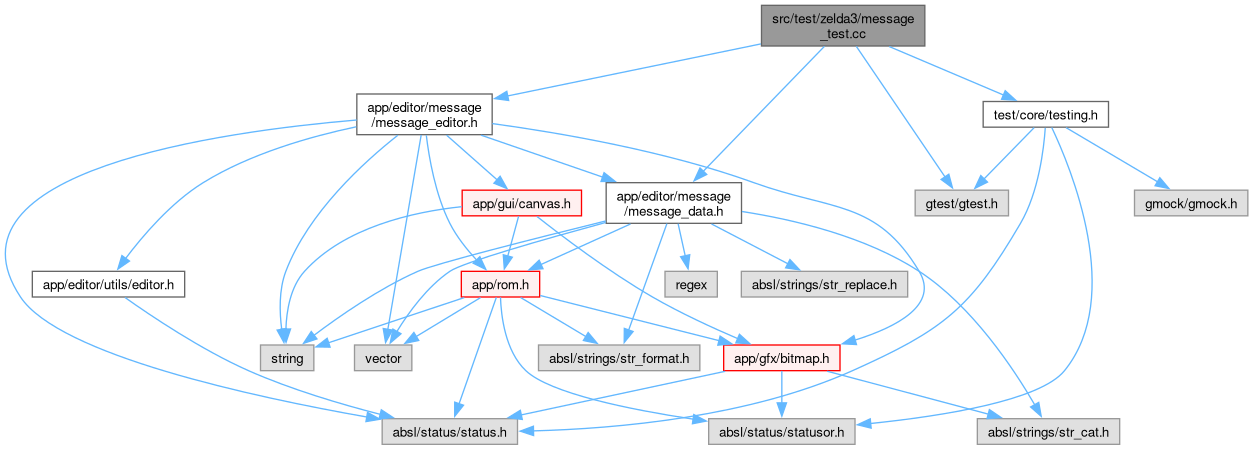 src/test/zelda3/message
_test.cc
app/editor/message
/message_editor.h
test/core/testing.h
app/gui/canvas.h
app/editor/message
/message_data.h
gtest/gtest.h
gmock/gmock.h
app/editor/utils/editor.h
app/rom.h
regex
absl/strings/str_replace.h
string
vector
absl/strings/str_format.h
app/gfx/bitmap.h
absl/status/status.h
absl/status/statusor.h
absl/strings/str_cat.h